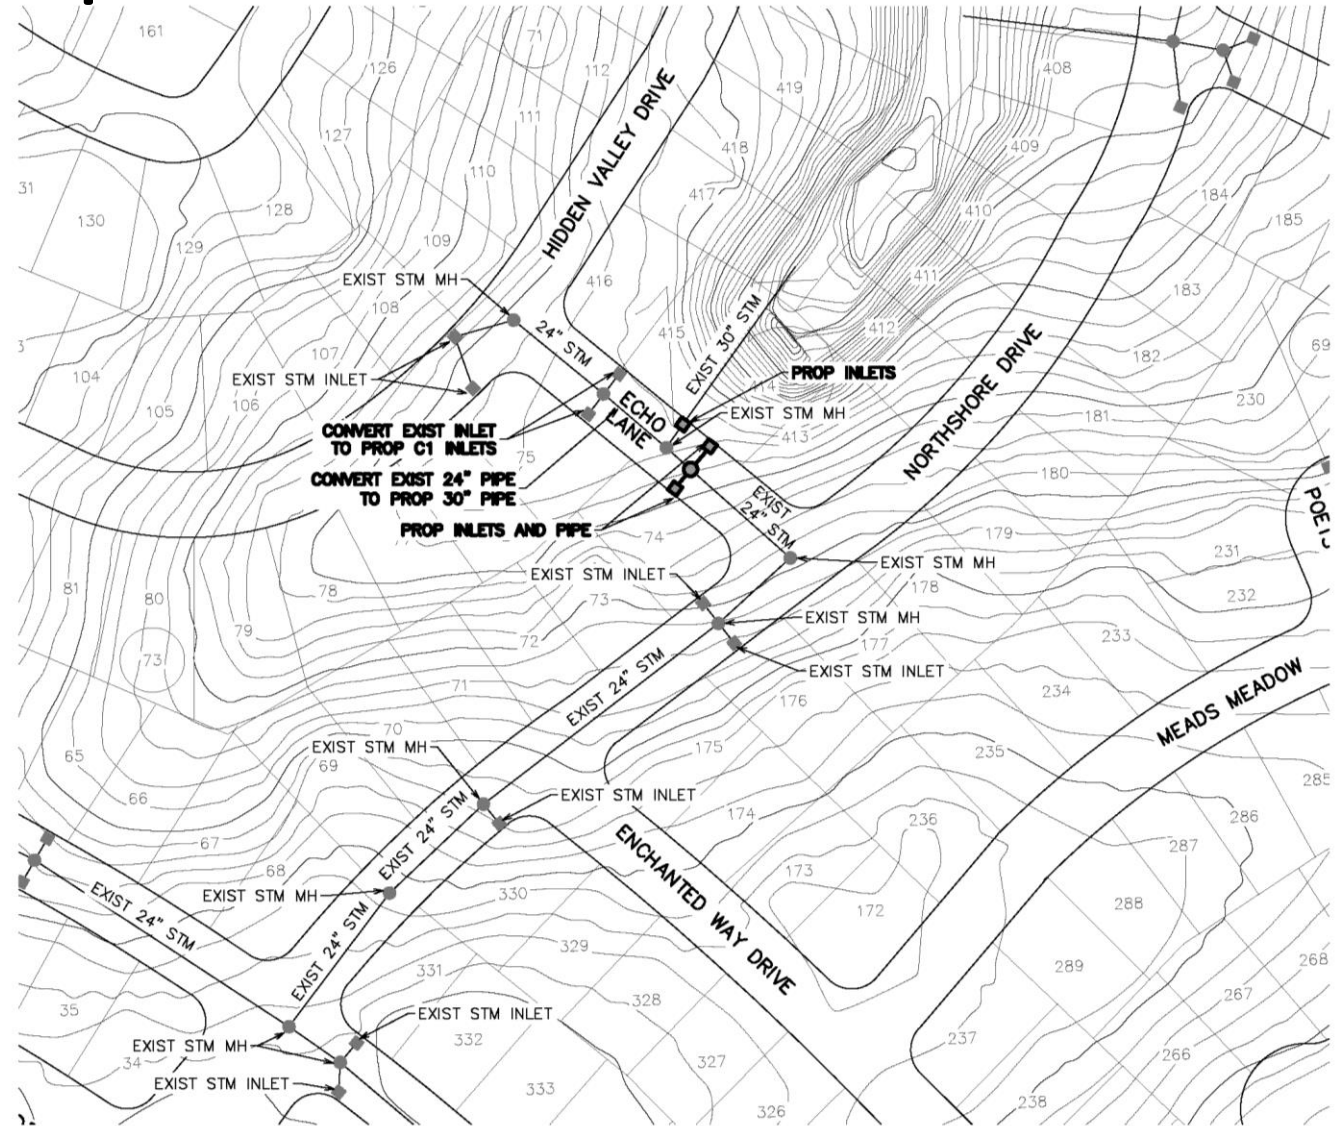 161
71
126
112
419
408
127
111
418
409
31
130
128
110
417
184
410
185
129
109
HIDDEN VALLEY DRIVE
EXIST STM MH
416
411
183
108
24" STM
415
EXIST 30" STM
412
182
69
107
EXIST STM INLET
104
105
106
414
PROP INLETS
230
ECHO
LANE
EXIST STM MH
181
NORTHSHORE DRIVE
CONVERT EXIST INLET
TO PROP C1 INLETS
413
75
180
CONVERT EXIST 24" PIPE
TO PROP 30" PIPE
EXIST
24" STM
PROP INLETS AND PIPE
74
179
231
EXIST STM MH
EXIST STM INLET
81
80
78
73
178
232
EXIST STM MH
79
72
177
233
73
EXIST STM INLET
71
EXIST 24" STM
176
234
MEADS MEADOW
70
EXIST STM MH
175
235
65
69
285
66
EXIST STM INLET
174
236
286
67
EXIST 24" STM
287
68
173
ENCHANTED WAY DRIVE
EXIST STM MH
330
172
288
EXIST 24" STM
EXIST 24" STM
329
289
268
331
328
267
35
EXIST STM INLET
332
237
EXIST STM MH
34
327
266
EXIST STM INLET
333
326
238